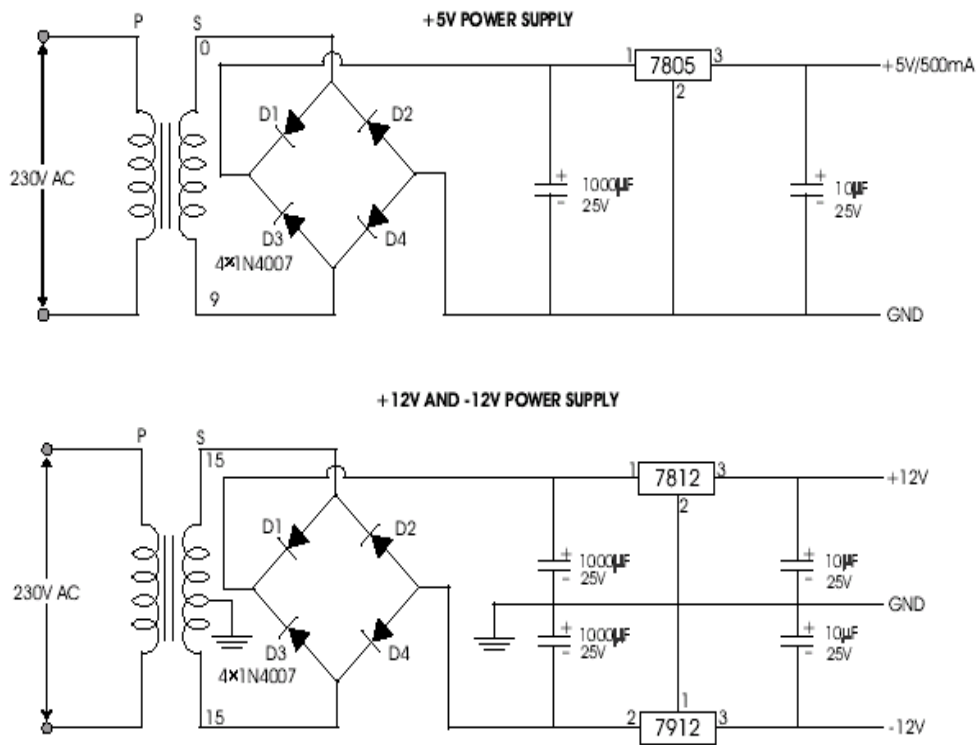 +5V POWER SUPPLY
P S
0
1 7805 3
+5V/500mA
2
D1 D2
230V AC
1000µF
25V
+
-
10µF
25V
+
-
D3 D4
4×1N4007
9
GND
+12V AND -12V POWER SUPPLY
P S
15
1 7812 3
+12V
2
D1 D2
+
1000µF
- 25V
+
10µF
- 25V
230V AC
GND
+
1000µF
- 25V
+
10µF
- 25V
D3 D4
4×1N4007
15
1
2 7912 3
-12V